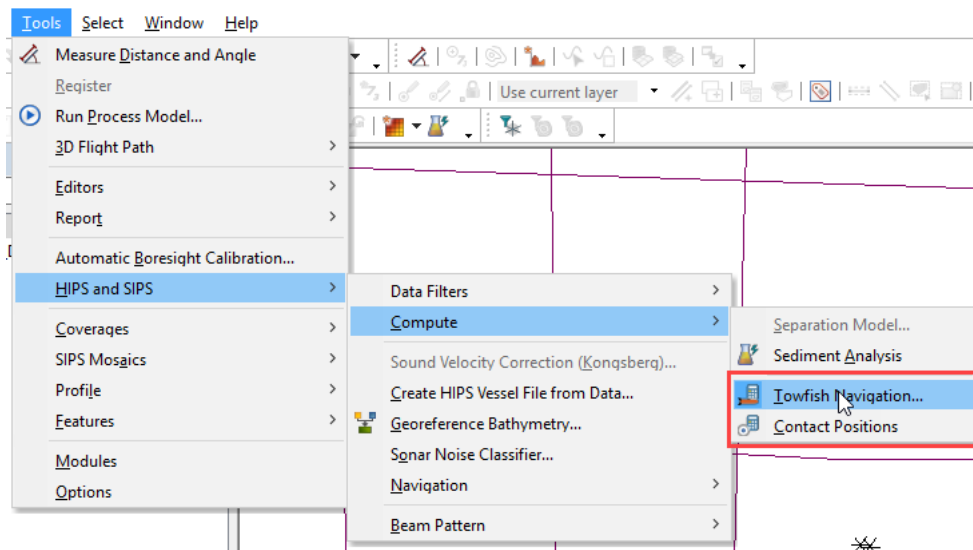 Tools Select Window Help
Measure Distance and Angle
Register
Run Process Model...
Use current layer
3D Flight Path
Editors
Report
Automatic Boresight Calibration...
HIPS and SIPS
Coverages
SIPS Mosaics
Profile
Features
Modules
Options
Data Filters
Compute
Sound Velocity Correction (Kongsberg)...
Create HIPS Vessel File from Data...
Georeference Bathymetry...
Sonar Noise Classifier...
Navigation
Beam Pattern
Separation Model...
Sediment Analysis
Towfish Navigation...
Contact Positions